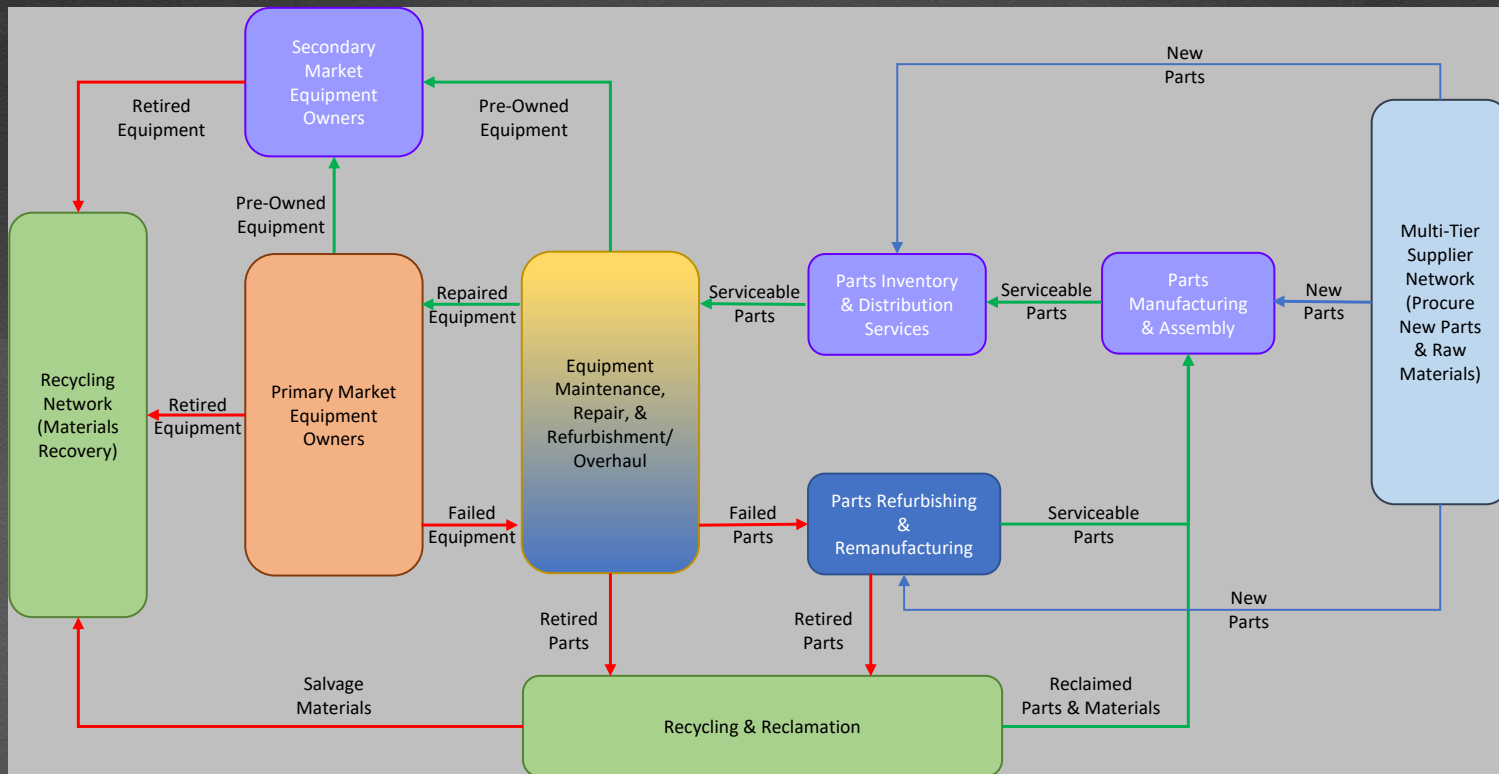 Secondary
Market
Equipment
Owners
New
Parts
Retired
Equipment
Pre-Owned
Equipment
Pre-Owned
Equipment
Multi-Tier
Supplier
Network
(Procure
New Parts
& Raw
Materials)
Repaired
Equipment
Serviceable
Parts
Parts Inventory
& Distribution
Services
Serviceable
Parts
Parts
Manufacturing
& Assembly
New
Parts
Recycling
Network
(Materials
Recovery)
Retired
Equipment
Primary Market
Equipment
Owners
Equipment
Maintenance,
Repair, &
Refurbishment/
Overhaul
Failed
Equipment
Failed
Parts
Parts Refurbishing
&
Remanufacturing
Serviceable
Parts
New
Parts
Retired
Parts
Retired
Parts
Salvage
Materials
Recycling & Reclamation
Reclaimed
Parts & Materials